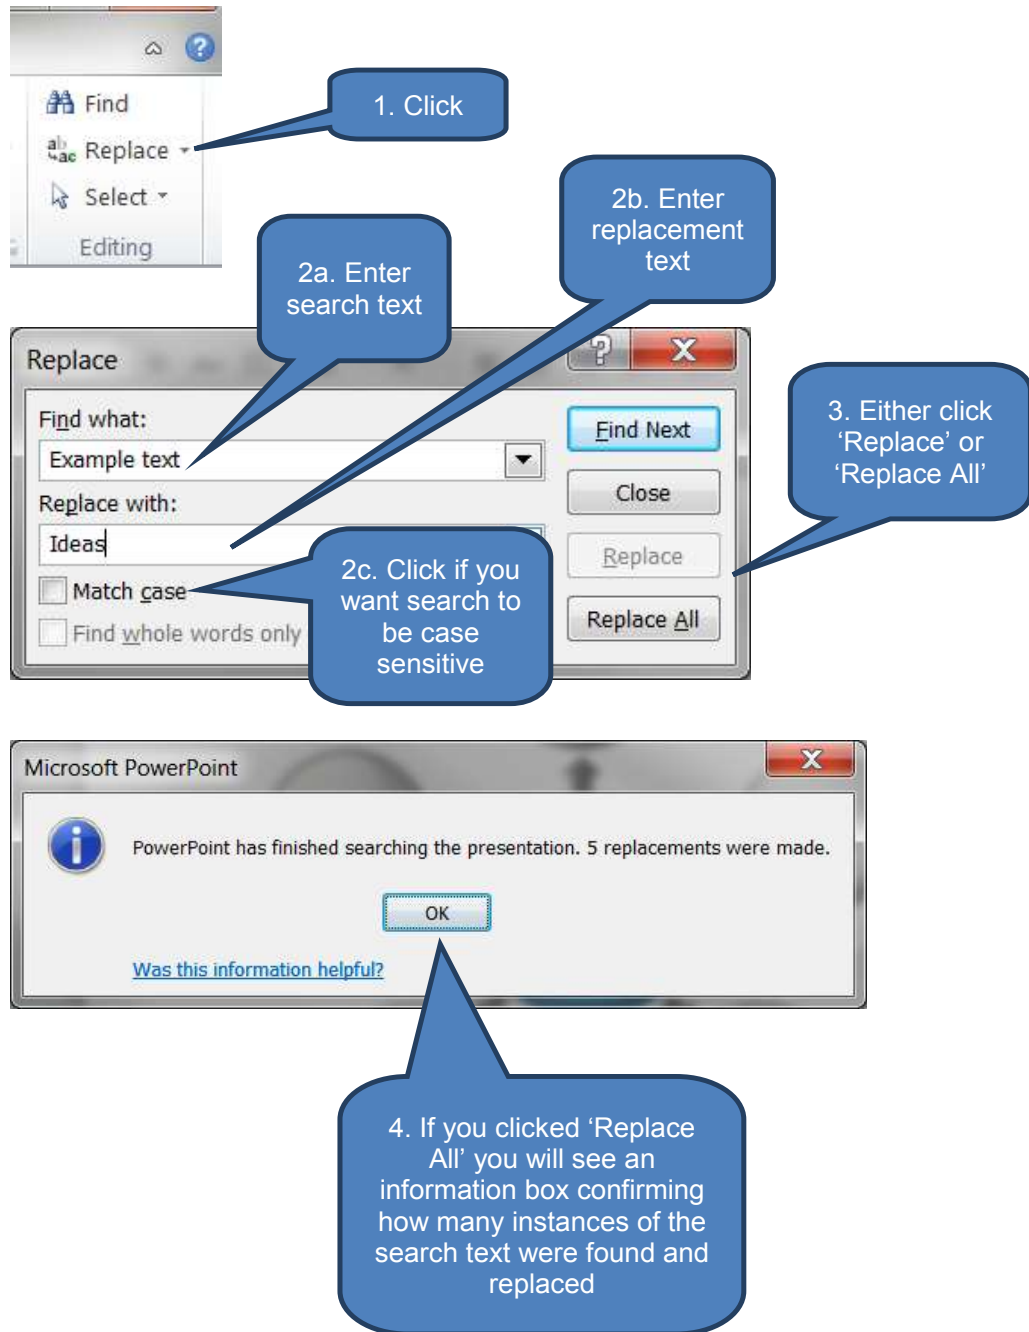 Find
1. Click
Replace
Select
Editing
2b. Enter
replacement
text
2a. Enter
search text
Replace
Find what:
Find Next
Example text
3. Either click
‘Replace’ or
‘Replace All’
Close
Replace with:
Ideas
Replace
Match case
2c. Click if you
want search to
be case
sensitive
Find whole words only
Replace All
Microsoft PowerPoint
PowerPoint has finished searching the presentation. 5 replacements were made.
OK
Was this information helpful?
4. If you clicked ‘Replace
All’ you will see an
information box confirming
how many instances of the
search text were found and
replaced